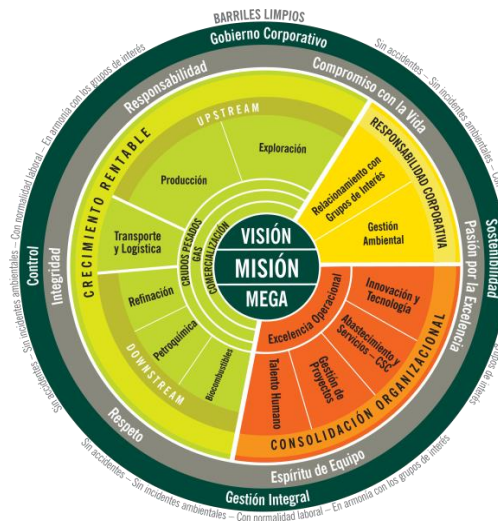 BARRILES LIMPIOS
Gobierno Corporativo
Sin accidentes – Sin incidentes ambientales – Con normalidad laboral – En armonía con los grupos de interés
Responsabilidad
Compromiso con la Vida
UPSTREAM
Exploración
Producción
CRECIMIENTO RENTABLE
RESPONSABILIDAD CORPORATIVA
Relacionamiento con
Grupos de Interés
Gestión
Ambiental
Transporte
y Logística
CRUDOS PESADOS
GAS
COMERCIALIZACIÓN
VISIÓN
MISIÓN
MEGA
Control
Integridad
Sostenibilidad
Pasión por la Excelencia
Refinación
Petroquímica
Biocombustibles
DOWNSTREAM
Excelencia Operacional
Innovación y
Tecnología
Abastecimiento y
Servicios – CSC
Gestión de
Proyectos
Talento Humano
CONSOLIDACIÓN ORGANIZACIONAL
Respeto
Espíritu de Equipo
Gestión Integral
Sin accidentes – Sin incidentes ambientales – Con normalidad laboral – En armonía con los grupos de interés